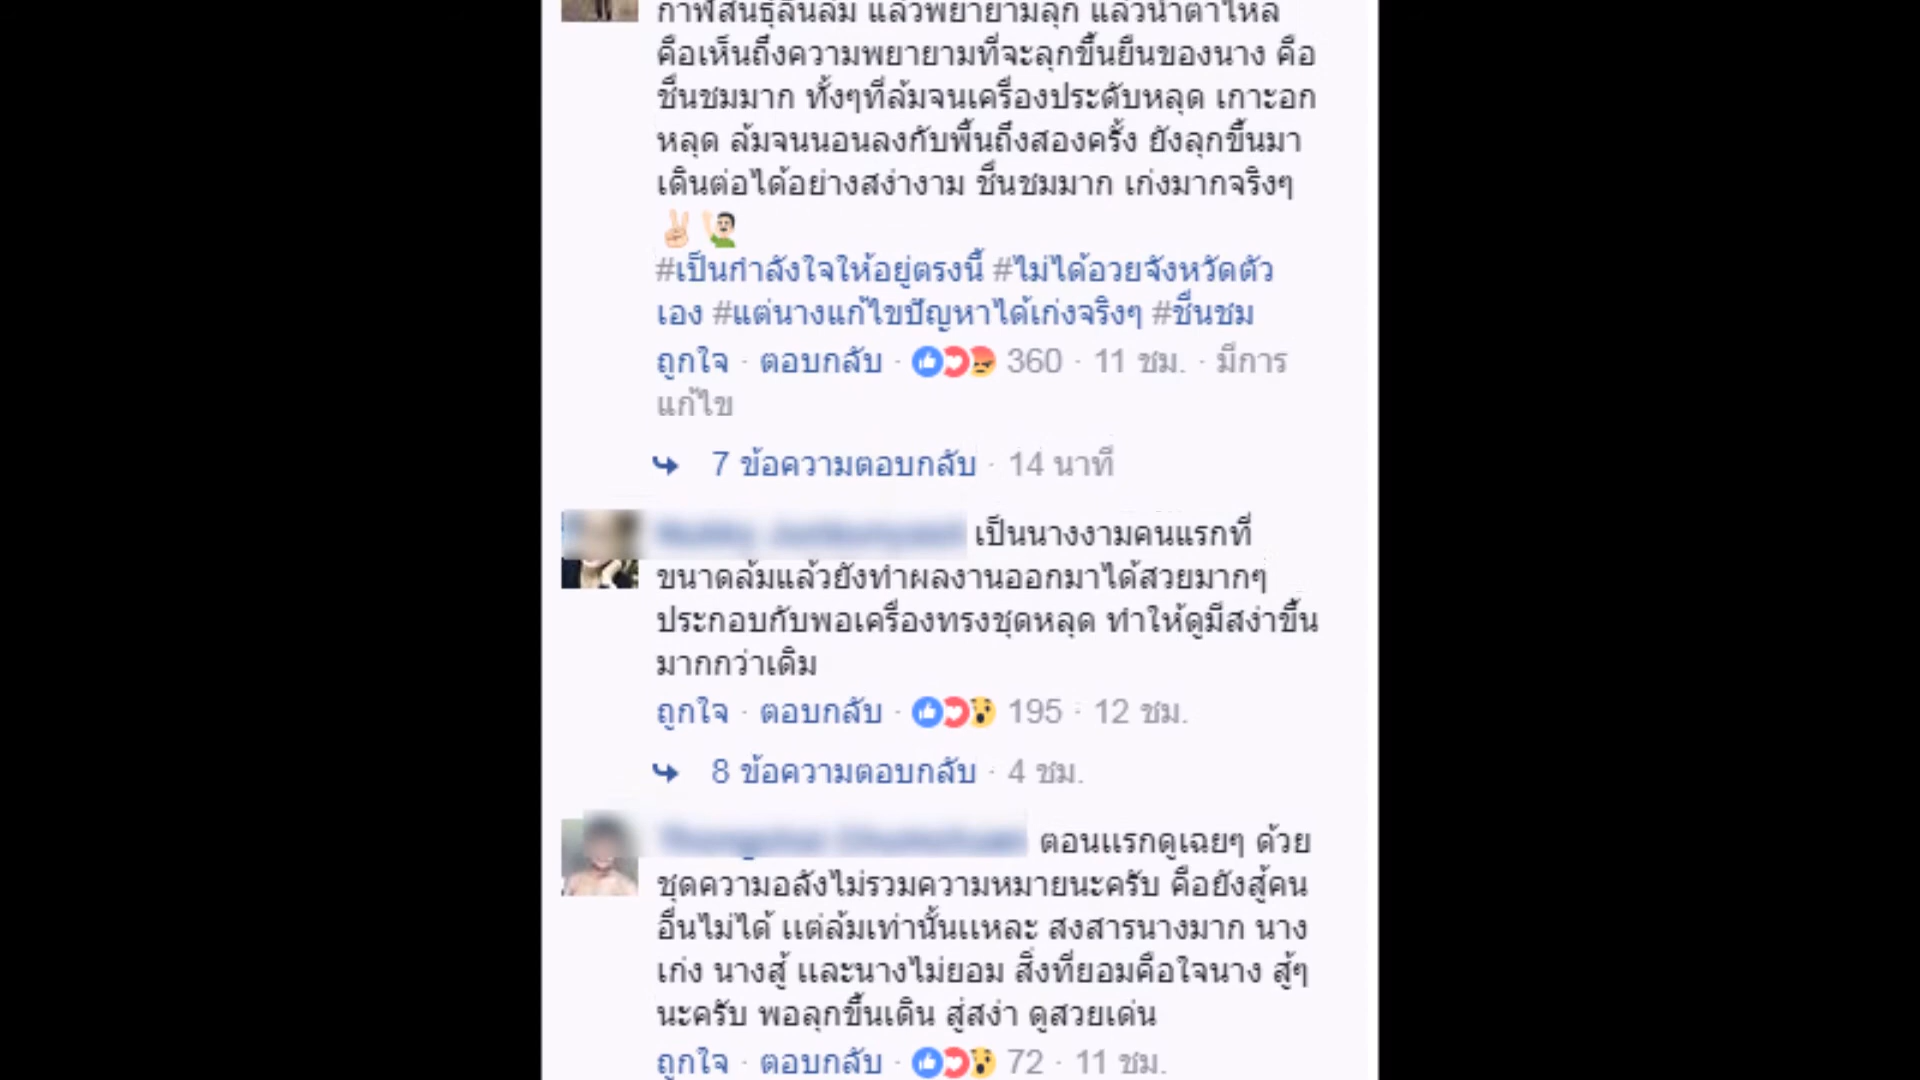 กาฬสินธุ์ลื่นล้ม แล้วพยายามลุก แล้วน้ำตาไหล
คือเห็นถึงความพยายามที่จะลุกขึ้นยืนของนาง คือ
ชื่นชมมาก ทั้งๆที่ล้มจนเครื่องประดับหลุด เกาะอก
หลุด ล้มจนนอนลงกับพื้นถึงสองครั้ง ยังลุกขึ้นมา
เดินต่อได้อย่างสง่างาม ชื่นชมมาก เก่งมากจริงๆ
✌🏻🙋🏻‍♂️
#เป็นกำลังใจให้อยู่ตรงนี้ #ไม่ได้อวยจังหวัดตัว
เอง #แต่นางแก้ไขปัญหาได้เก่งจริงๆ #ชื่นชม
ถูกใจ · ตอบกลับ · 360 · 11 ชม. · มีการ
แก้ไข
7 ข้อความตอบกลับ · 14 นาที
เป็นนางงามคนแรกที่
ขนาดล้มแล้วยังทำผลงานออกมาได้สวยมากๆ
ประกอบกับพอเครื่องทรงชุดหลุด ทำให้ดูมีสง่าขึ้น
มากกว่าเดิม
ถูกใจ · ตอบกลับ · 195 · 12 ชม.
8 ข้อความตอบกลับ · 4 ชม.
ตอนแรกดูเฉยๆ ด้วย
ชุดความอลังไม่รวมความหมายนะครับ คือยังสู้คน
อื่นไม่ได้ แต่ล้มเท่านั้นแหละ สงสารนางมาก นาง
เก่ง นางสู้ และนางไม่ยอม สิ่งที่ยอมคือใจนาง สู้ๆ
นะครับ พอลุกขึ้นเดิน สู่สง่า ดูสวยเด่น
ถูกใจ · ตอบกลับ · 72 · 11 ชม.